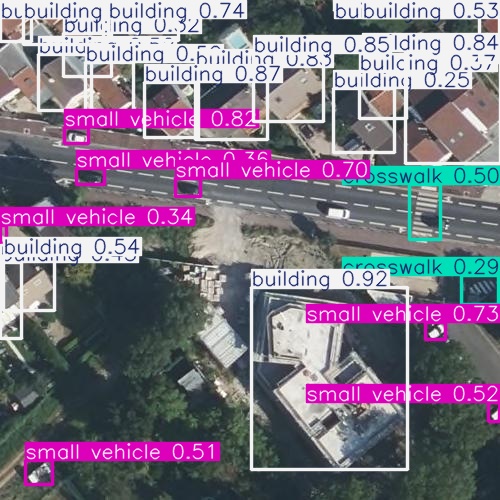 building 0.74
building 0.53
building
building 0.85
building 0.84
building 0.87
building 0.83
building 0.37
building 0.25
small vehicle 0.82
small vehicle 0.36
small vehicle 0.70
crosswalk 0.50
small vehicle 0.34
building 0.54
crosswalk 0.29
building 0.92
small vehicle 0.73
small vehicle 0.52
small vehicle 0.51